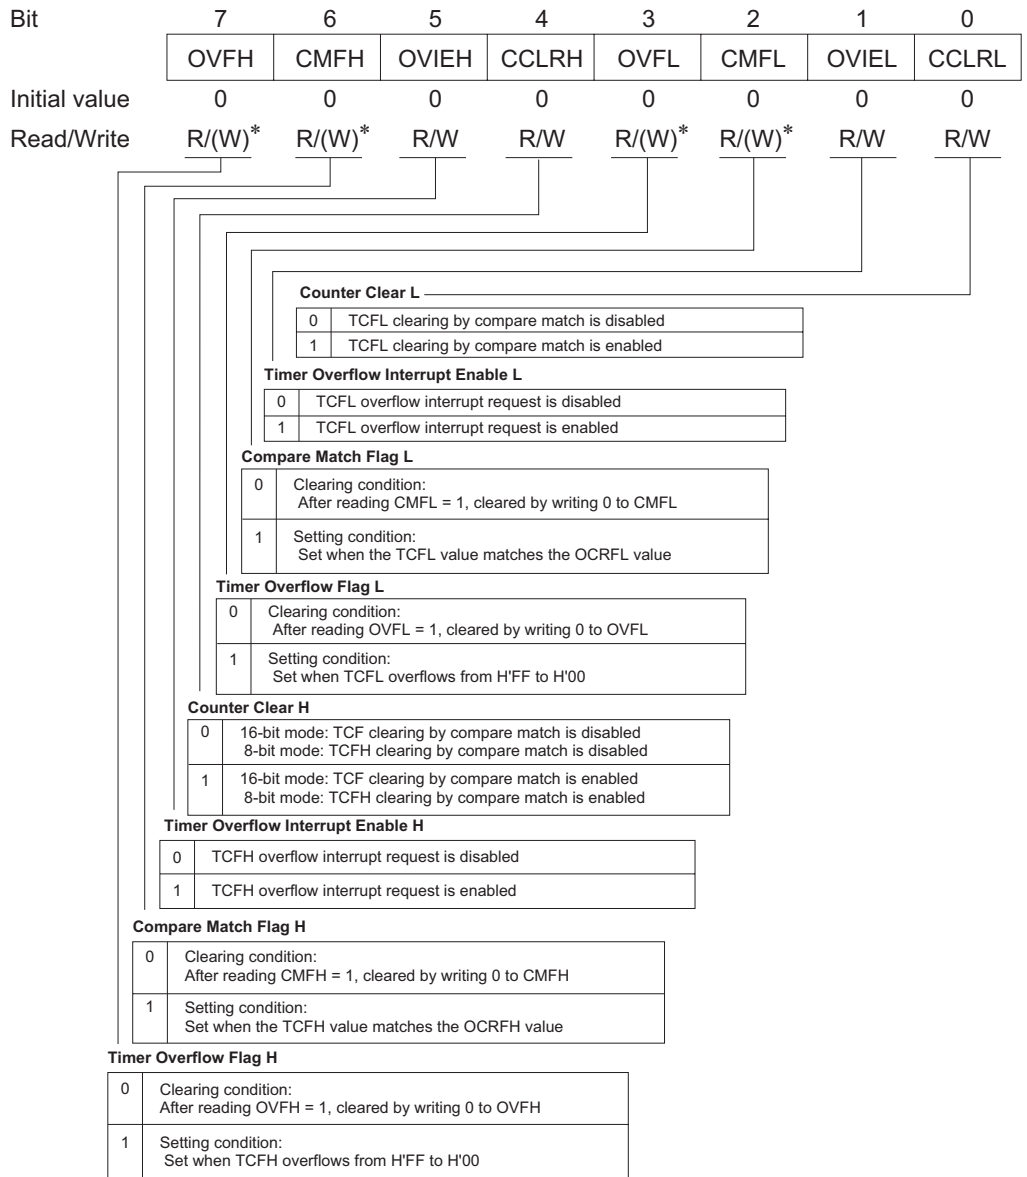 Bit 7 6 5 4 3 2 1 0
OVFH CMFH OVIEH CCLRH OVFL CMFL OVIEL CCLRL
Initial value 0 0 0 0 0 0 0 0
Read/Write R/(W)* R/(W)* R/W R/W R/(W)* R/(W)* R/W R/W
Counter Clear L
0 TCFL clearing by compare match is disabled
1 TCFL clearing by compare match is enabled
Timer Overflow Interrupt Enable L
0 TCFL overflow interrupt request is disabled
1 TCFL overflow interrupt request is enabled
Compare Match Flag L
0 Clearing condition:
After reading CMFL = 1, cleared by writing 0 to CMFL
1 Setting condition:
Set when the TCFL value matches the OCRFL value
Timer Overflow Flag L
0 Clearing condition:
After reading OVFL = 1, cleared by writing 0 to OVFL
1 Setting condition:
Set when TCFL overflows from H'FF to H'00
Counter Clear H
0 16-bit mode: TCF clearing by compare match is disabled
8-bit mode: TCFH clearing by compare match is disabled
1 16-bit mode: TCF clearing by compare match is enabled
8-bit mode: TCFH clearing by compare match is enabled
Timer Overflow Interrupt Enable H
0 TCFH overflow interrupt request is disabled
1 TCFH overflow interrupt request is enabled
Compare Match Flag H
0 Clearing condition:
After reading CMFH = 1, cleared by writing 0 to CMFH
1 Setting condition:
Set when the TCFH value matches the OCRFH value
Timer Overflow Flag H
0 Clearing condition:
After reading OVFH = 1, cleared by writing 0 to OVFH
1 Setting condition:
Set when TCFH overflows from H'FF to H'00